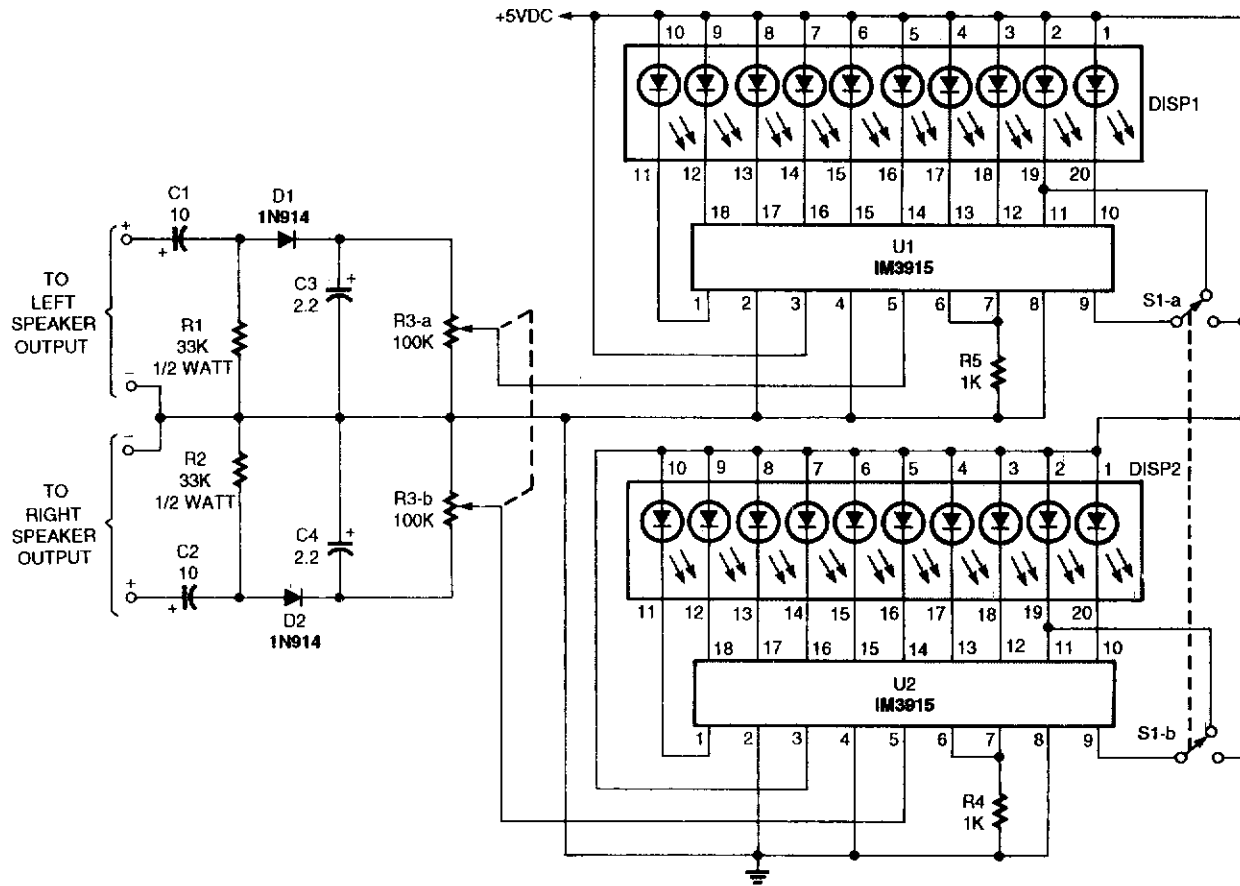 +5VDC
10 9 8 7 6 5 4 3 2 1
DISP1
11 12 13 14 15 16 17 18 19 20
18 17 16 15 14 13 12 11 10
U1
IM3915
1 2 3 4 5 6 7 8 9
S1-a
R5
1K
C1
10
+
+
D1
1N914
C3
2.2
+
TO
LEFT
SPEAKER
OUTPUT
R1
33K
1/2 WATT
R3-a
100K
−
−
R2
33K
1/2 WATT
TO
RIGHT
SPEAKER
OUTPUT
R3-b
100K
C2
10
+
+
C4
2.2
+
D2
1N914
10 9 8 7 6 5 4 3 2 1
DISP2
11 12 13 14 15 16 17 18 19 20
18 17 16 15 14 13 12 11 10
U2
IM3915
1 2 3 4 5 6 7 8 9
S1-b
R4
1K